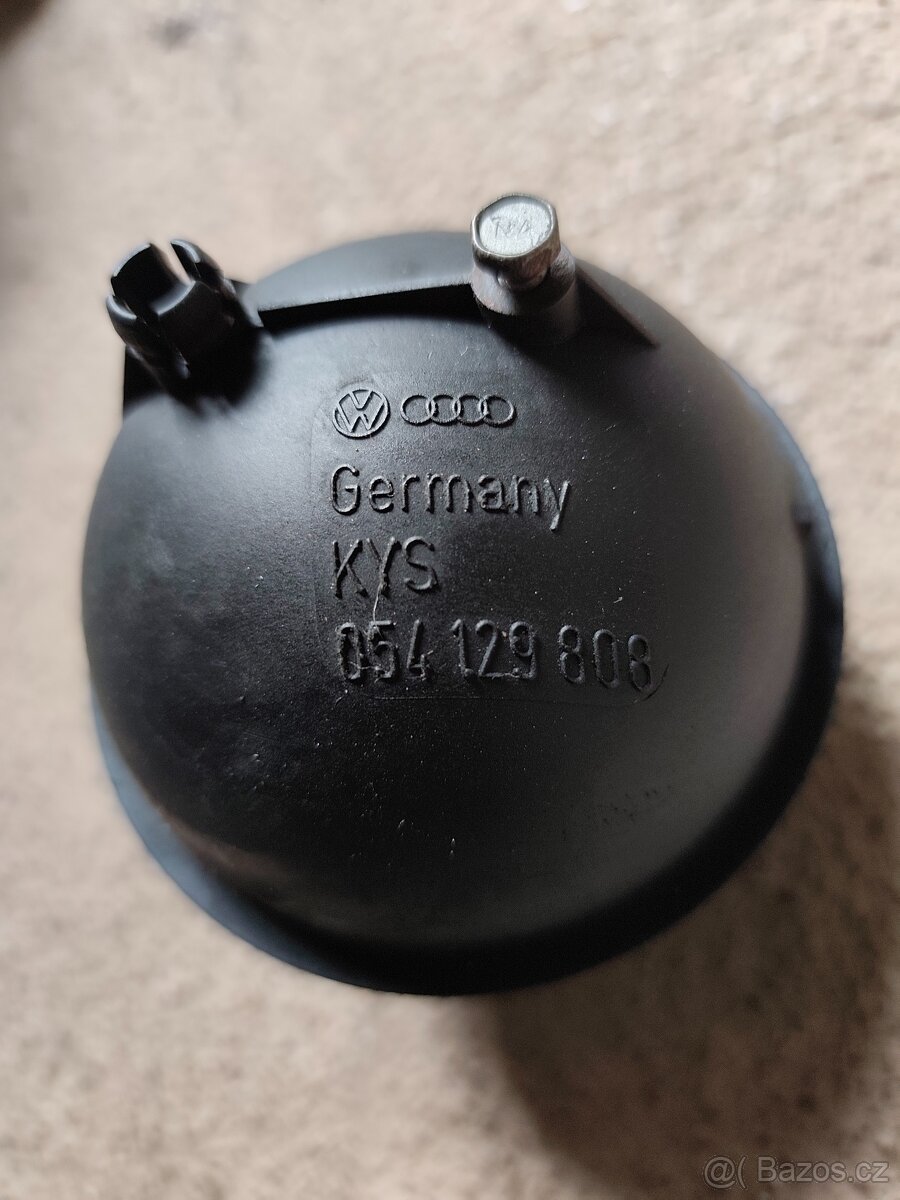 Germany
KYS
054 129 808
@( Bazos.cz